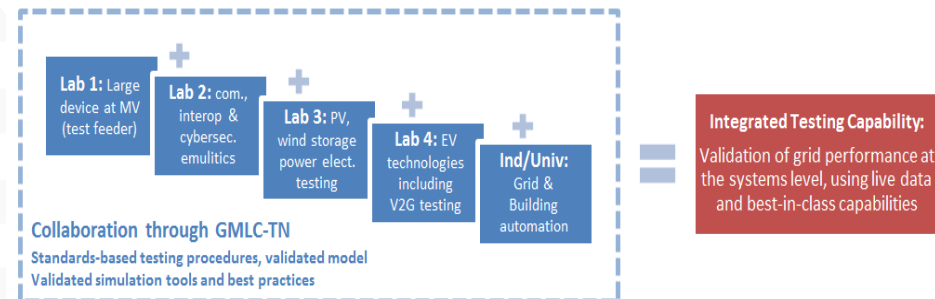 Lab 1: Large
device at MV
(test feeder)
Lab 2: com.,
interop &
cybersec.
emulitics
Lab 3: PV,
wind storage
power elect.
testing
Lab 4: EV
technologies
including
V2G testing
Ind/Univ:
Grid &
Building
automation
Collaboration through GMLC-TN
Standards-based testing procedures, validated model
Validated simulation tools and best practices
Integrated Testing Capability:
Validation of grid performance at
the systems level, using live data
and best-in-class capabilities